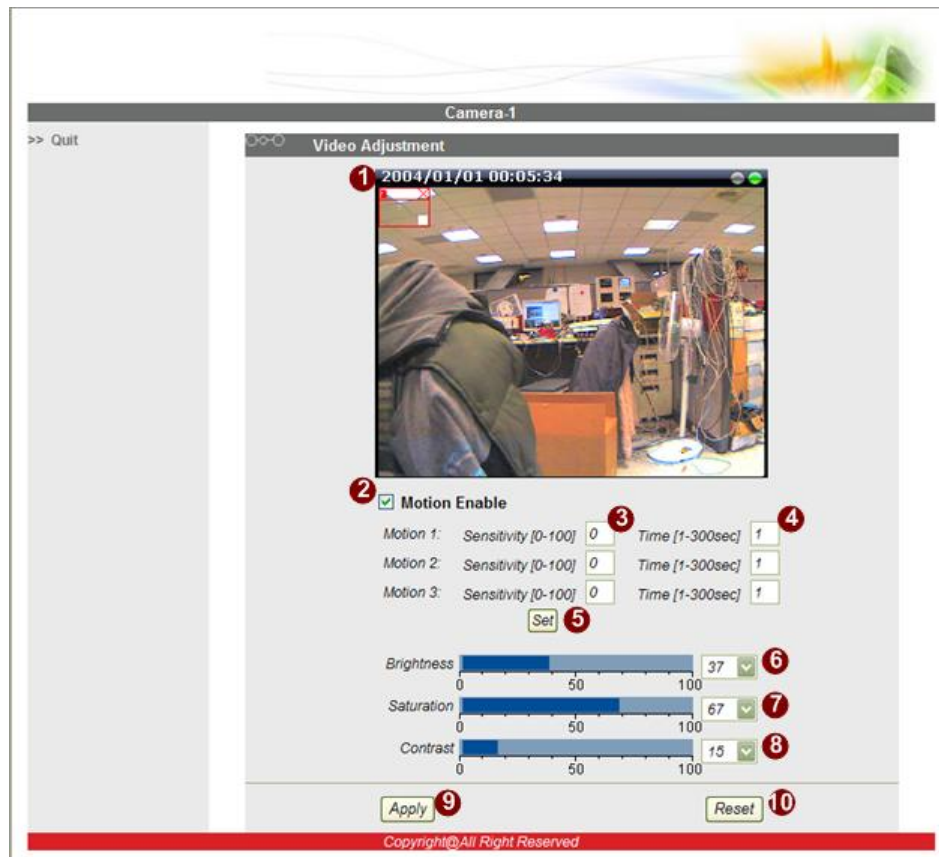 Camera-1
>> Quit
Video Adjustment
1 2004/01/01 00:05:34
2 Motion Enable
3 4
Motion 1: Sensitivity [0-100] 0 Time [1-300sec] 1
Motion 2: Sensitivity [0-100] 0 Time [1-300sec] 1
Motion 3: Sensitivity [0-100] 0 Time [1-300sec] 1
Set 5
Brightness 37 6
0 50 100
Saturation 67 7
0 50 100
Contrast 15 8
0 50 100
Apply 9 Reset 10
Copyright@All Right Reserved